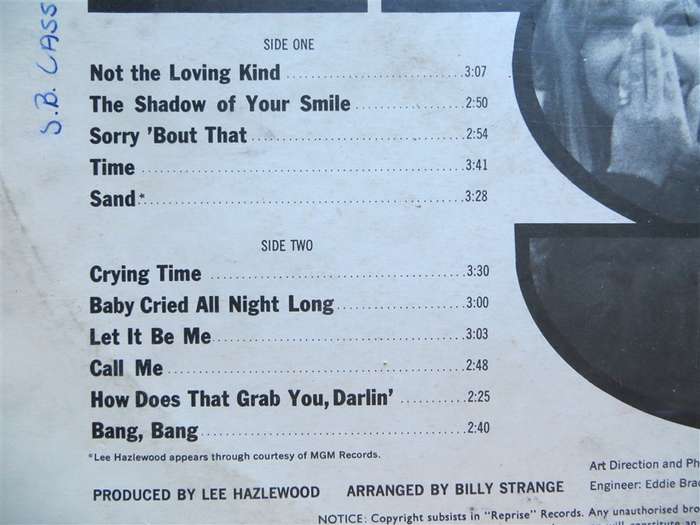 S.B. CASS
SIDE ONE
Not the Loving Kind 3:07
The Shadow of Your Smile 2:50
Sorry 'Bout That 2:54
Time 3:41
Sand* 3:28
SIDE TWO
Crying Time 3:30
Baby Cried All Night Long 3:00
Let It Be Me 3:03
Call Me 2:48
How Does That Grab You, Darlin' 2:25
Bang, Bang 2:40
*Lee Hazlewood appears through courtesy of MGM Records.
Art Direction and Ph
PRODUCED BY LEE HAZLEWOOD ARRANGED BY BILLY STRANGE
Engineer: Eddie Brac
NOTICE: Copyright subsists in "Reprise" Records. Any unauthorised bro